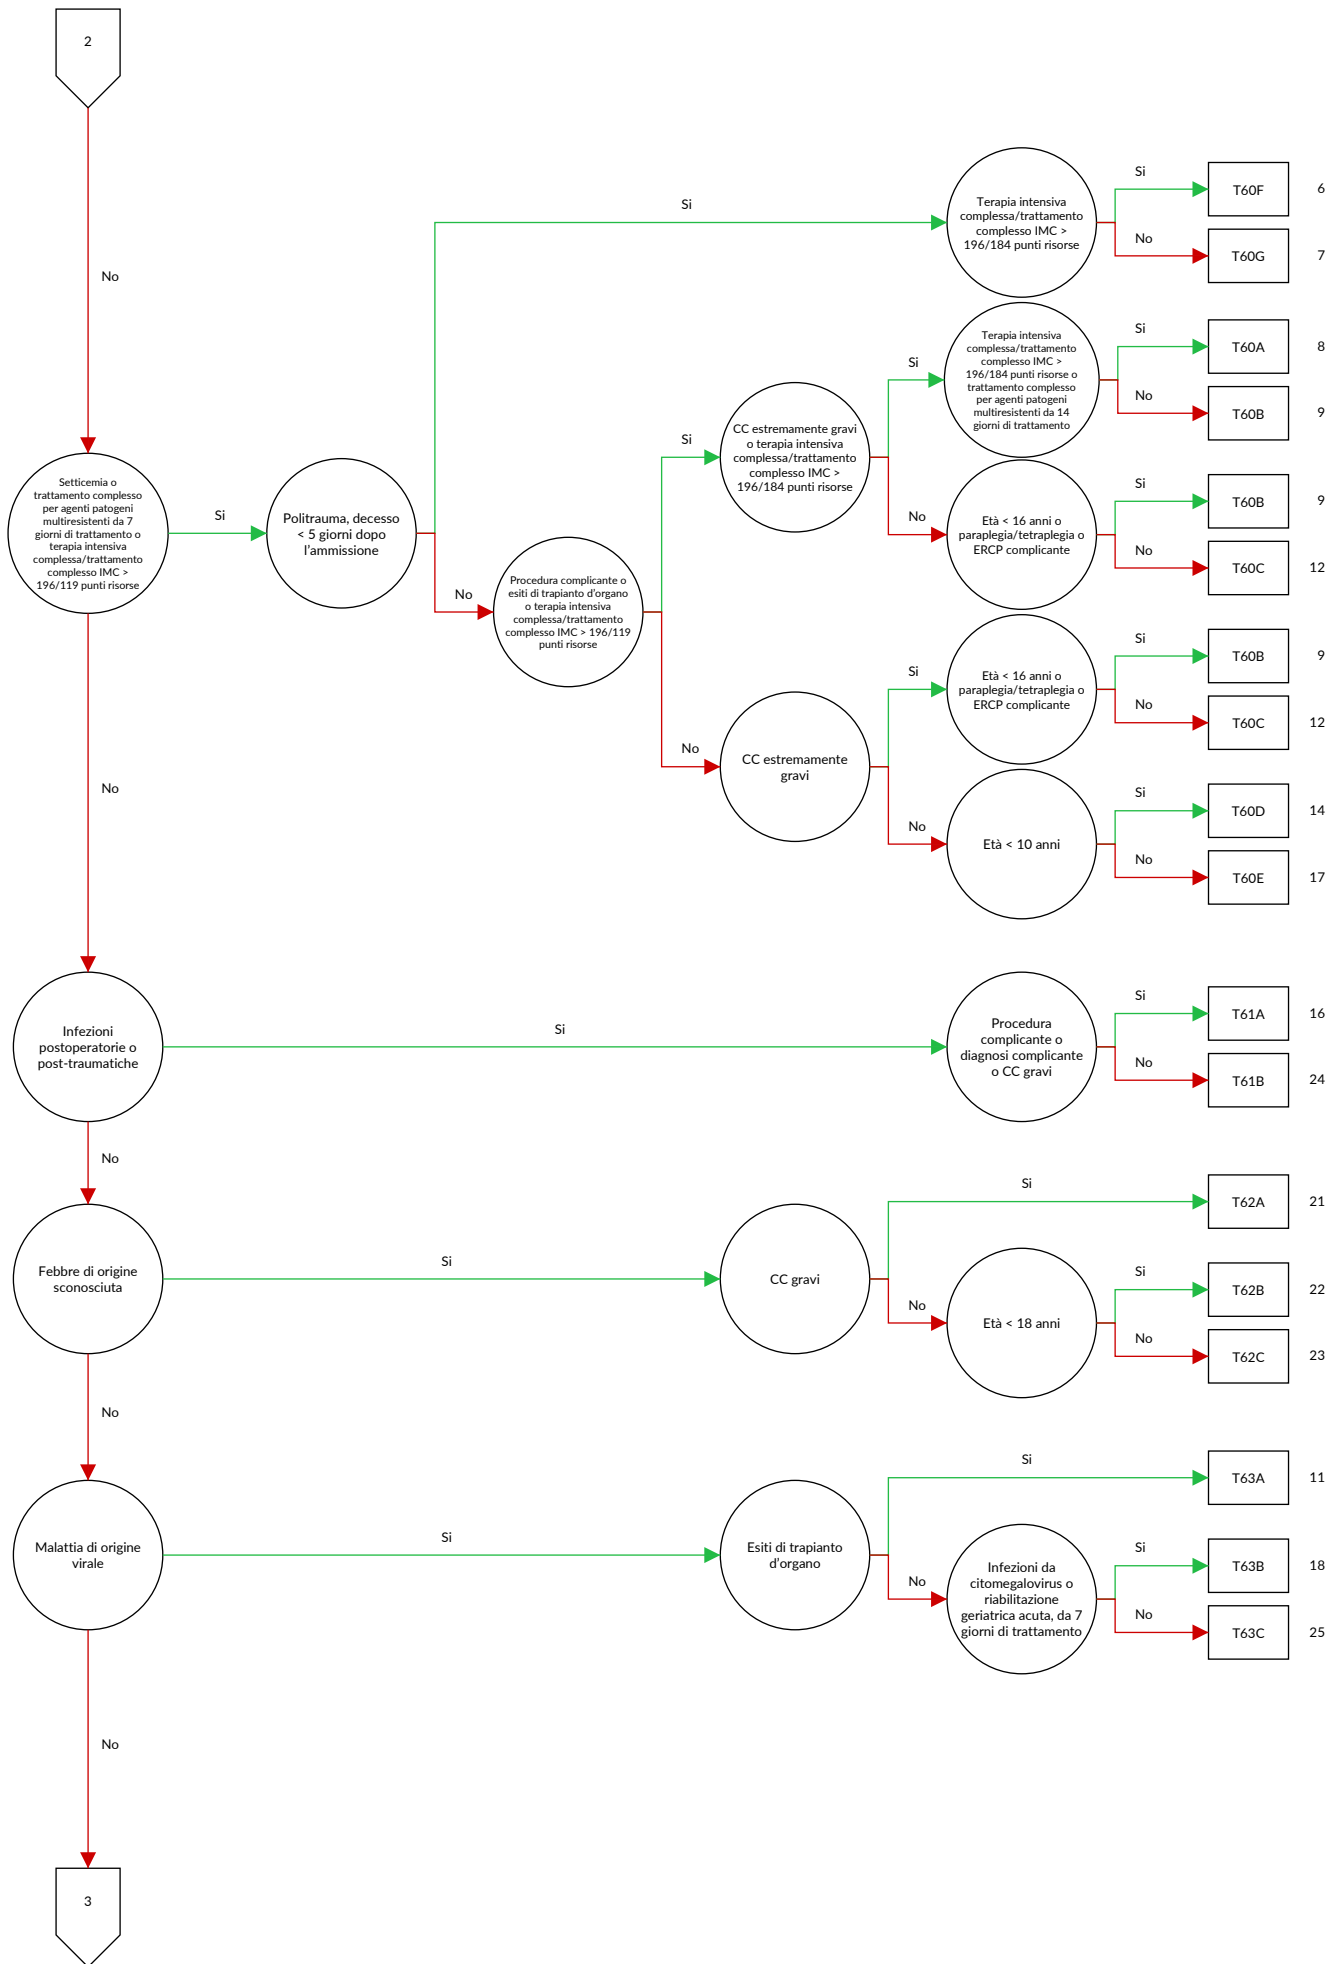 2
No
Si
Si
Terapia intensiva
complessa/trattamento
complesso IMC >
196/184 punti risorse
Si
T60F
6
No
T60G
7
Setticemia o
trattamento complesso
per agenti patogeni
multiresistenti da 7
giorni di trattamento o
terapia intensiva
complessa/trattamento
complesso IMC >
196/119 punti risorse
Politrauma, decesso
< 5 giorni dopo
l'ammissione
No
Procedura complicante o
esiti di trapianto d'organo
o terapia intensiva
complessa/trattamento
complesso IMC > 196/119
punti risorse
Si
CC estremamente gravi
o terapia intensiva
complessa/trattamento
complesso IMC >
196/184 punti risorse
Si
Terapia intensiva
complessa/trattamento
complesso IMC >
196/184 punti risorse o
trattamento complesso
per agenti patogeni
multiresistenti da 14
giorni di trattamento
Si
T60A
8
No
T60B
9
No
Età < 16 anni o
paraplegia/tetraplegia o
ERCP complicante
Si
T60B
9
No
T60C
12
No
CC estremamente
gravi
Si
Età < 16 anni o
paraplegia/tetraplegia o
ERCP complicante
Si
T60B
9
No
T60C
12
No
Età < 10 anni
Si
T60D
14
No
T60E
17
No
Infezioni
postoperatorie o
post-traumatiche
Si
Procedura
complicante o
diagnosi complicante
o CC gravi
Si
T61A
16
No
T61B
24
No
Febbre di origine
sconosciuta
Si
CC gravi
Si
T62A
21
No
Età < 18 anni
Si
T62B
22
No
T62C
23
No
Malattia di origine
virale
Si
Esiti di trapianto
d'organo
Si
T63A
11
No
Infezioni da
citomegalovirus o
riabilitazione
geriatrica acuta, da 7
giorni di trattamento
Si
T63B
18
No
T63C
25
No
3